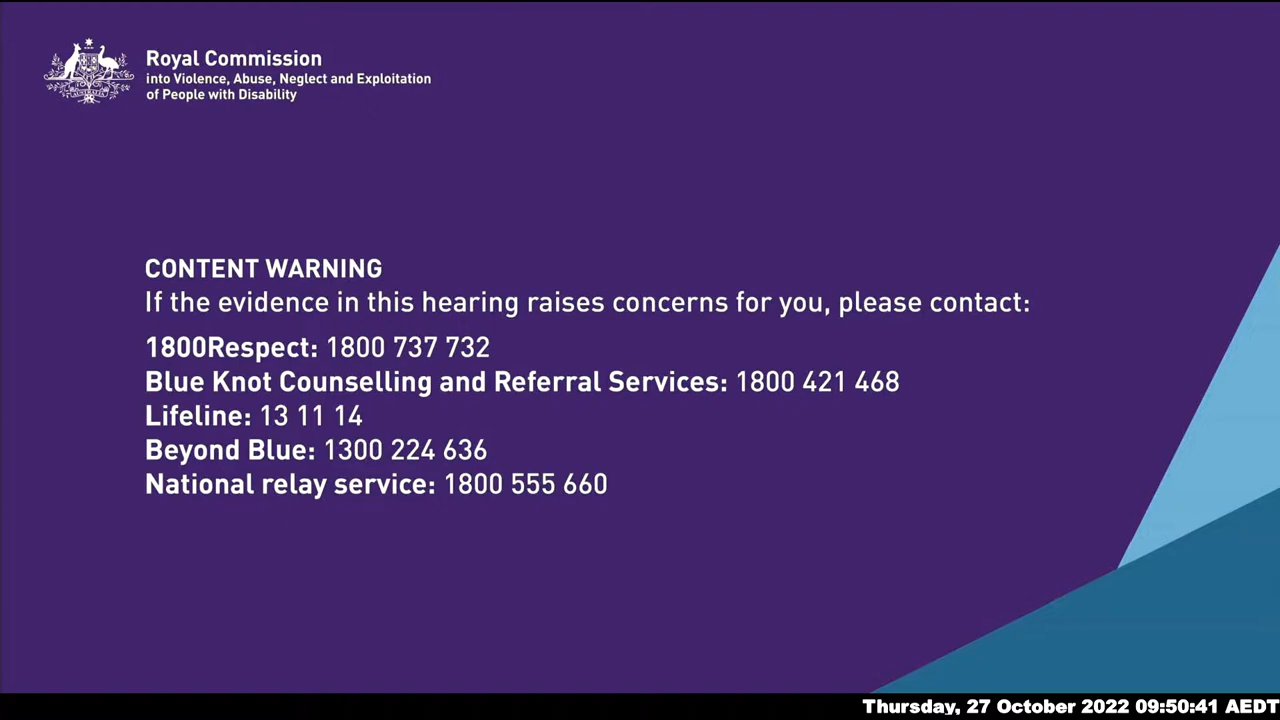 Royal Commission
into Violence, Abuse, Neglect and Exploitation
of People with Disability
CONTENT WARNING
If the evidence in this hearing raises concerns for you, please contact:
1800Respect: 1800 737 732
Blue Knot Counselling and Referral Services: 1800 421 468
Lifeline: 13 11 14
Beyond Blue: 1300 224 636
National relay service: 1800 555 660
Thursday, 27 October 2022 09:50:41 AEDT